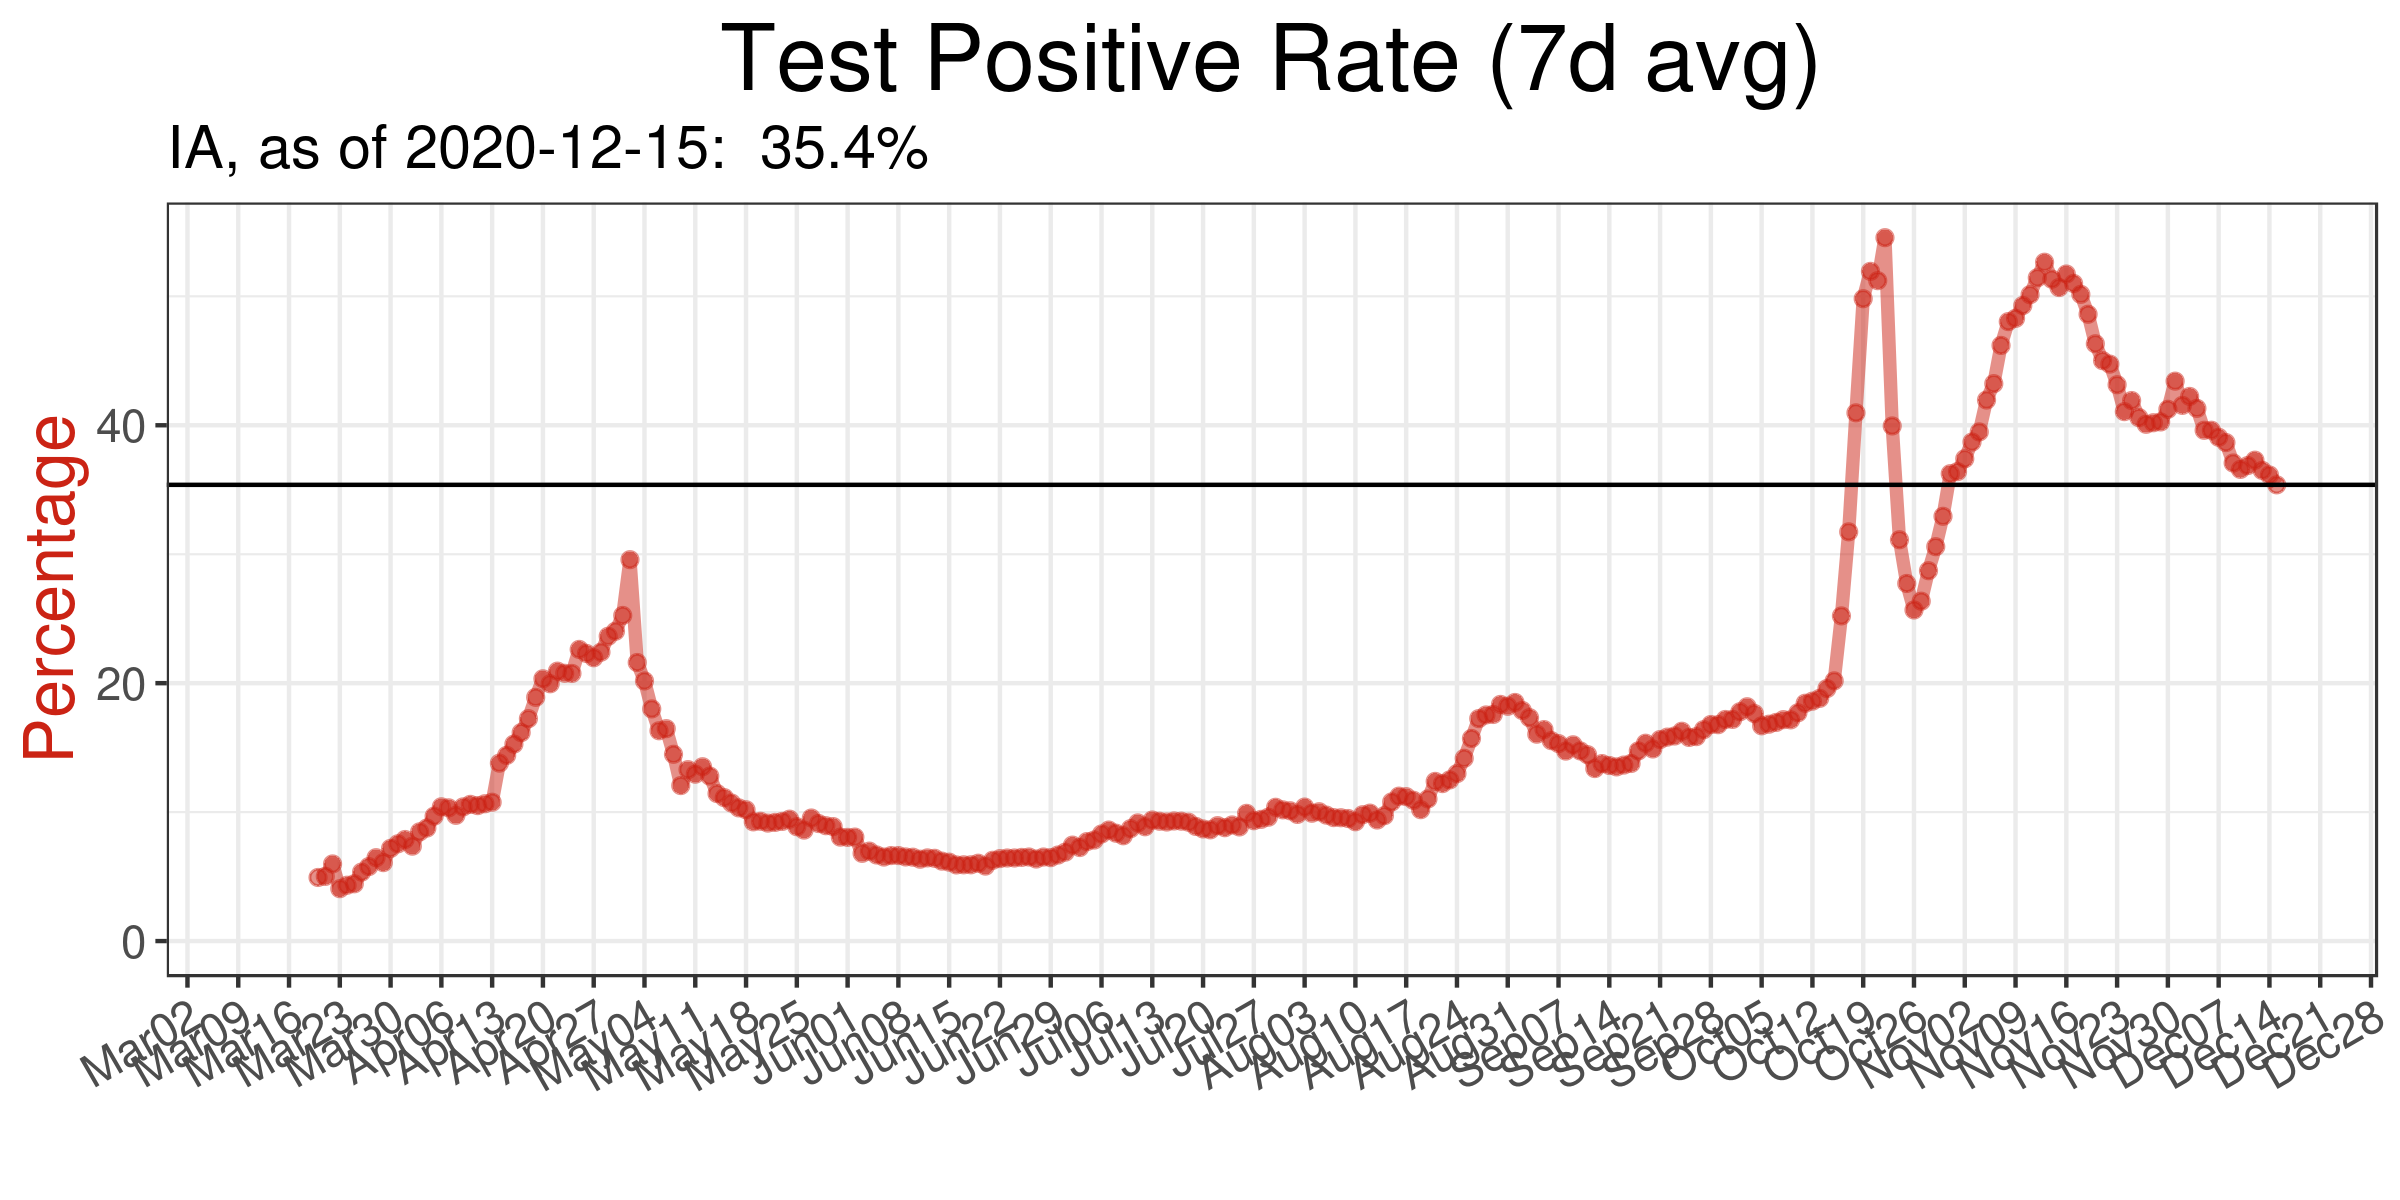 Test Positive Rate (7d avg)
IA, as of 2020-12-15:  35.4%
Percentage
40
20
0
Mar02
Mar09
Mar16
Mar23
Mar30
Apr06
Apr13
Apr20
Apr27
May04
May11
May18
May25
Jun01
Jun08
Jun15
Jun22
Jun29
Jul06
Jul13
Jul20
Jul27
Aug03
Aug10
Aug17
Aug24
Aug31
Sep07
Sep14
Sep21
Sep28
Oct05
Oct12
Oct19
Oct26
Nov02
Nov09
Nov16
Nov23
Nov30
Dec07
Dec14
Dec21
Dec28